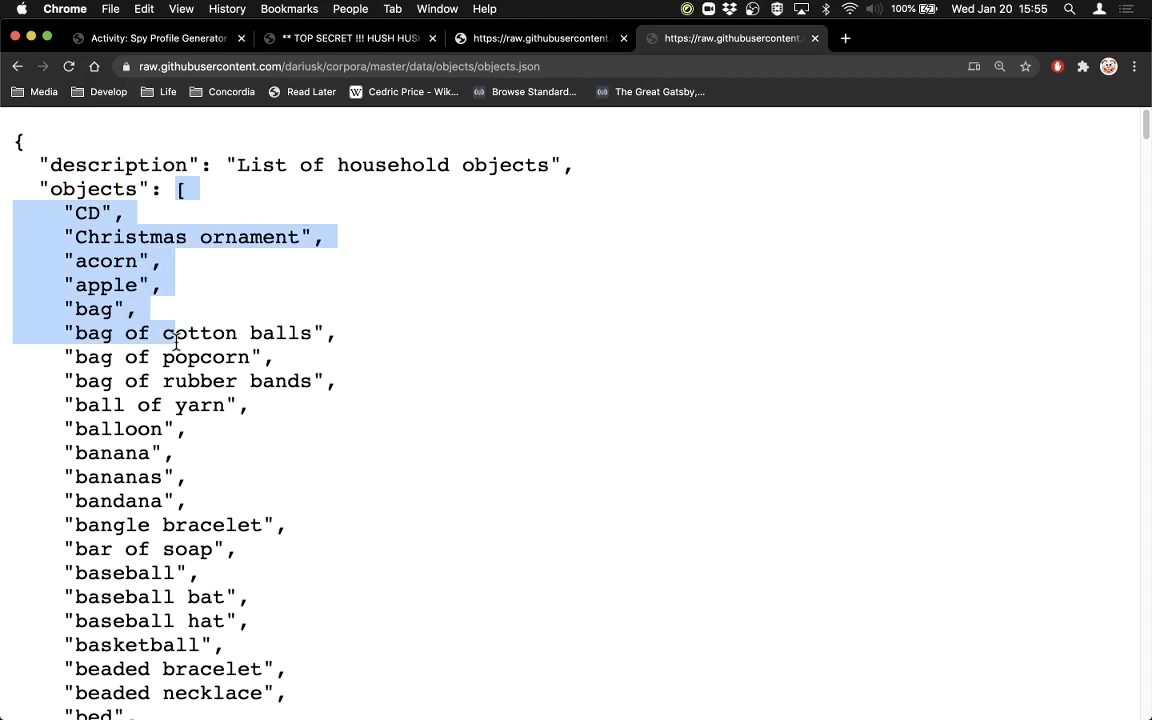 Chrome File Edit View History Bookmarks People Tab Window Help 100% Wed Jan 20 15:55
Activity: Spy Profile Generator ** TOP SECRET !!! HUSH HUS https://raw.githubusercontent. https://raw.githubusercontent.
raw.githubusercontent.com/dariusk/corpora/master/data/objects/objects.json
Media Develop Life Concordia Read Later W Cedric Price - Wik... Browse Standard... The Great Gatsby,...
{
"description": "List of household objects",
"objects": [
"CD",
"Christmas ornament",
"acorn",
"apple",
"bag",
"bag of cotton balls",
"bag of popcorn",
"bag of rubber bands",
"ball of yarn",
"balloon",
"banana",
"bananas",
"bandana",
"bangle bracelet",
"bar of soap",
"baseball",
"baseball bat",
"baseball hat",
"basketball",
"beaded bracelet",
"beaded necklace",
"bed",